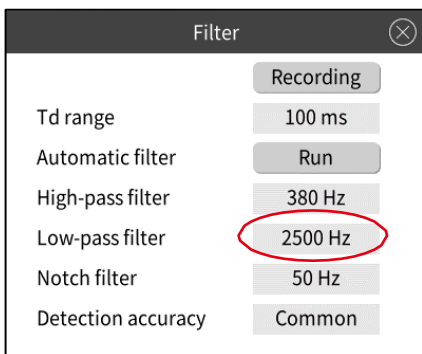 Filter
Recording
Td range 100 ms
Automatic filter Run
High-pass filter 380 Hz
Low-pass filter 2500 Hz
Notch filter 50 Hz
Detection accuracy Common